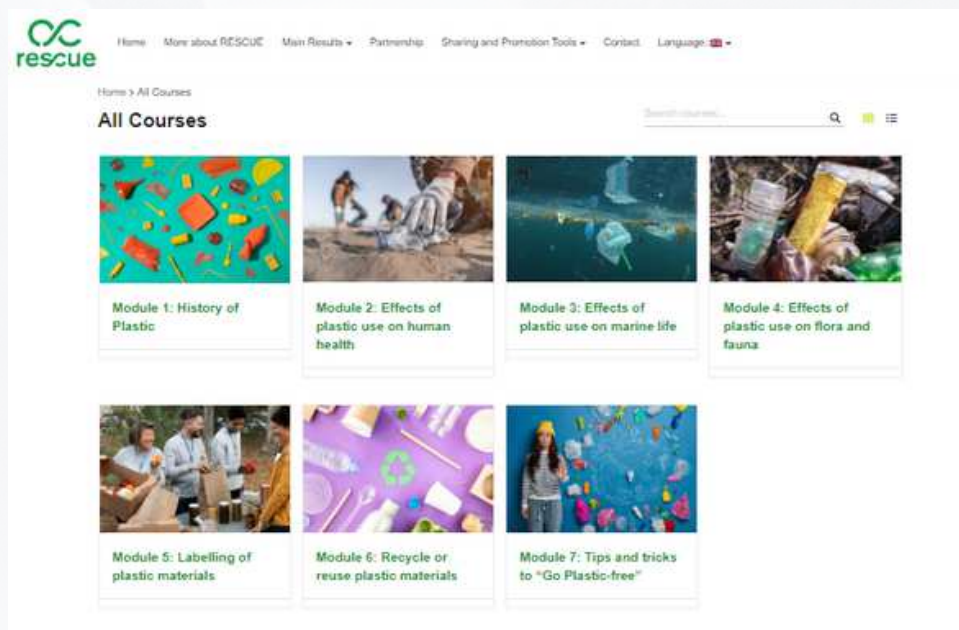 rescue
Home More about RESCUE Main Results Partnership Sharing and Promotion Tools Contact Language:
Home > All Courses
All Courses
Search courses...
Module 1: History of
Plastic
Module 2: Effects of
plastic use on human
health
Module 3: Effects of
plastic use on marine life
Module 4: Effects of
plastic use on flora and
fauna
Module 5: Labelling of
plastic materials
Module 6: Recycle or
reuse plastic materials
Module 7: Tips and tricks
to “Go Plastic-free”